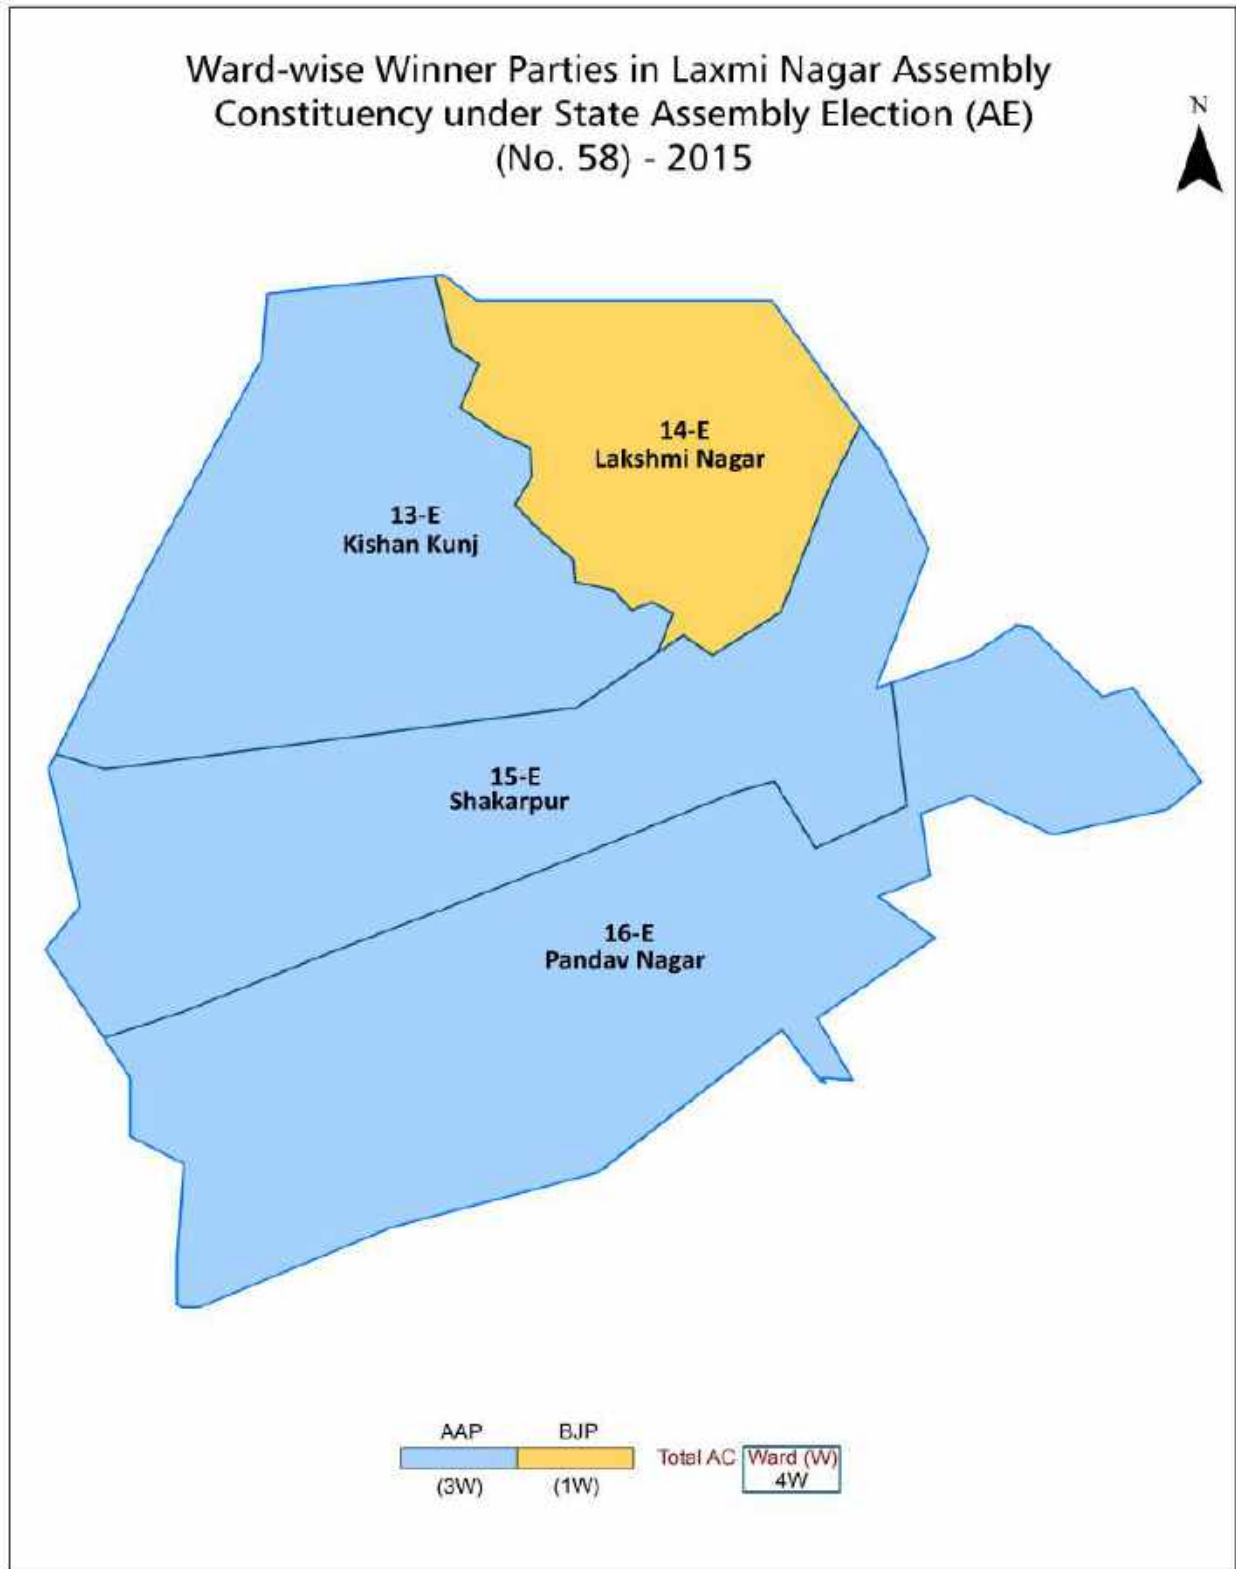 Ward-wise Winner Parties in Laxmi Nagar Assembly
Constituency under State Assembly Election (AE)
(No. 58) - 2015
N
14-E
Lakshmi Nagar
13-E
Kishan Kunj
15-E
Shakarpur
16-E
Pandav Nagar
AAP BJP
(3W) (1W)
Total AC Ward (W)
4W